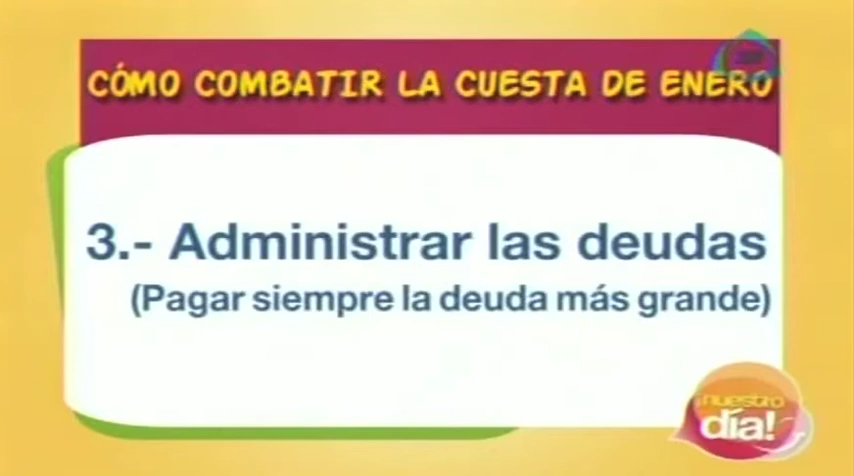 CÓMO COMBATIR LA CUESTA DE ENERO
3.- Administrar las deudas
(Pagar siempre la deuda más grande)
¡nuestro
día!